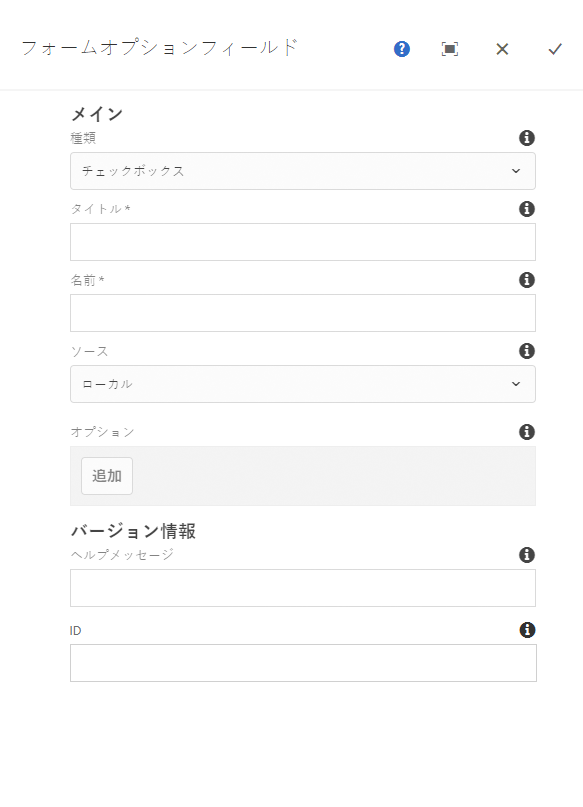 フォームオプションフィールド
メイン
種類
チェックボックス
タイトル *
名前 *
ソース
ローカル
オプション
追加
バージョン情報
ヘルプメッセージ
ID